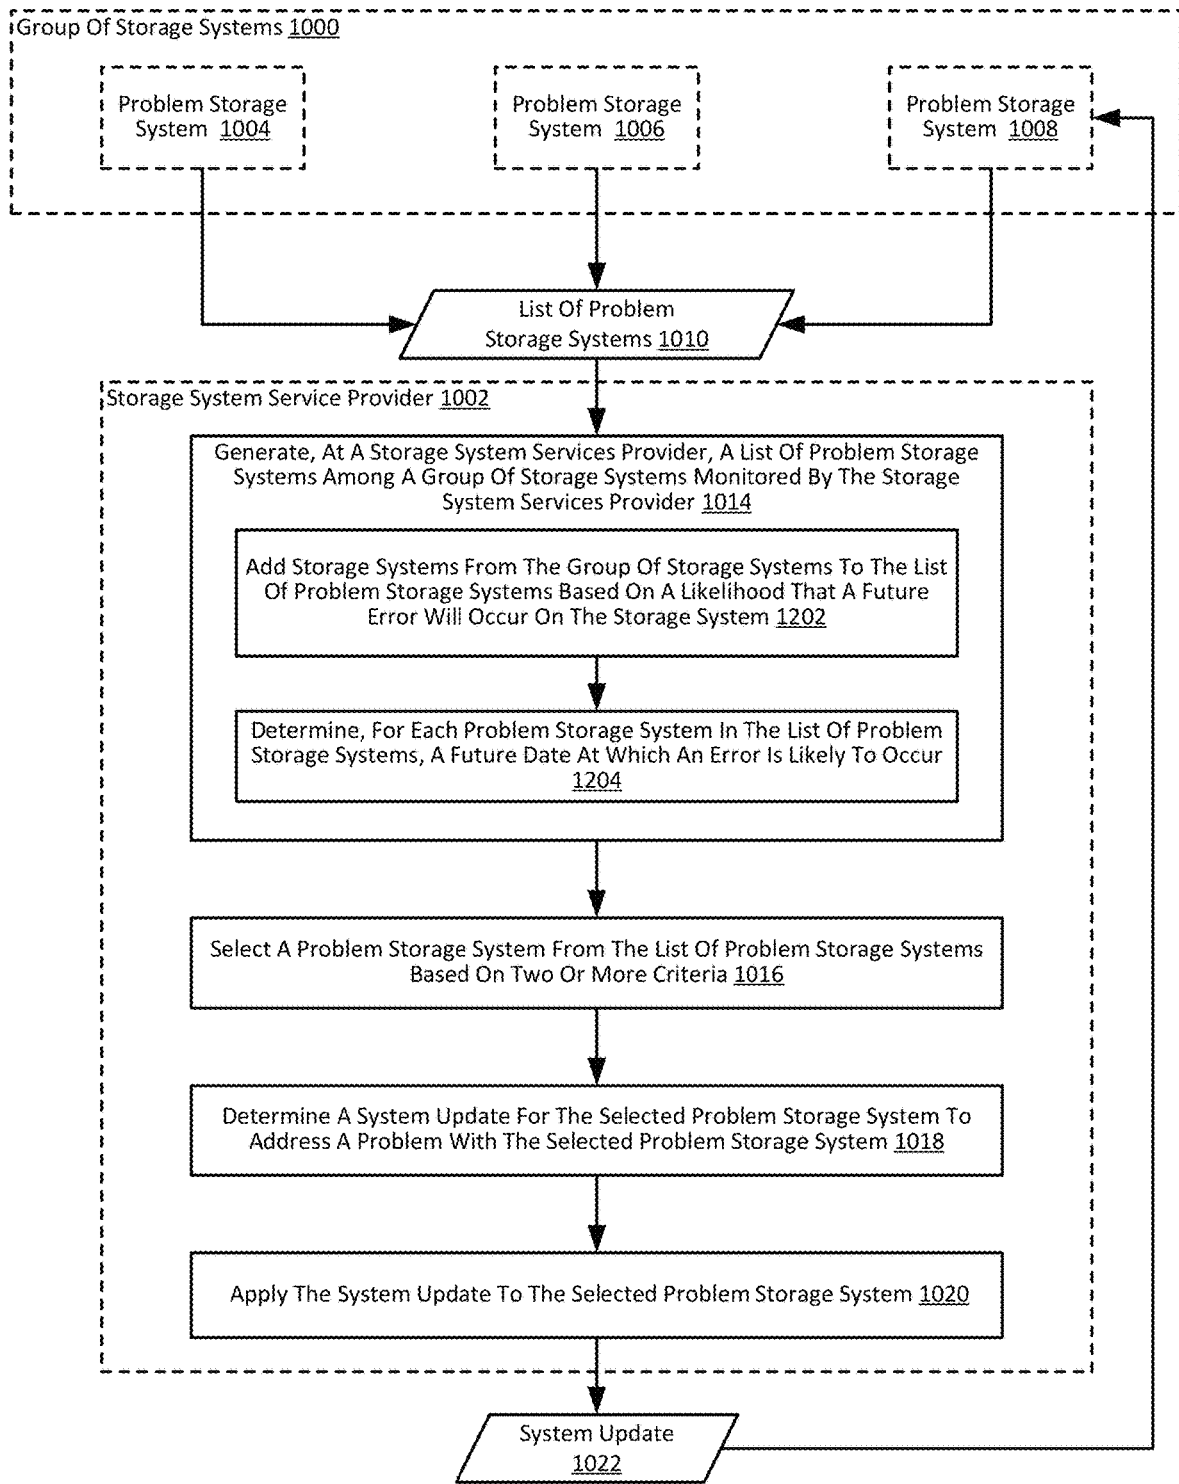 Group Of Storage Systems 1000
Problem Storage
System 1004
Problem Storage
System 1006
Problem Storage
System 1008
List Of Problem
Storage Systems 1010
Storage System Service Provider 1002
Generate, At A Storage System Services Provider, A List Of Problem Storage
Systems Among A Group Of Storage Systems Monitored By The Storage
System Services Provider 1014
Add Storage Systems From The Group Of Storage Systems To The List
Of Problem Storage Systems Based On A Likelihood That A Future
Error Will Occur On The Storage System 1202
Determine, For Each Problem Storage System In The List Of Problem
Storage Systems, A Future Date At Which An Error Is Likely To Occur
1204
Select A Problem Storage System From The List Of Problem Storage Systems
Based On Two Or More Criteria 1016
Determine A System Update For The Selected Problem Storage System To
Address A Problem With The Selected Problem Storage System 1018
Apply The System Update To The Selected Problem Storage System 1020
System Update
1022